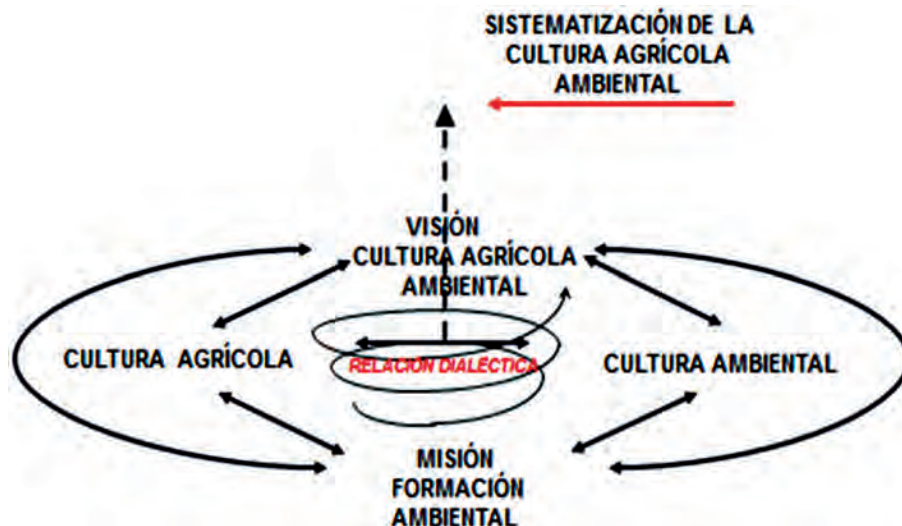 SISTEMATIZACIÓN DE LA
CULTURA AGRÍCOLA
AMBIENTAL
VISIÓN
CULTURA AGRÍCOLA
AMBIENTAL
CULTURA AGRÍCOLA
RELACIÓN DIALÉCTICA
CULTURA AMBIENTAL
MISIÓN
FORMACIÓN
AMBIENTAL